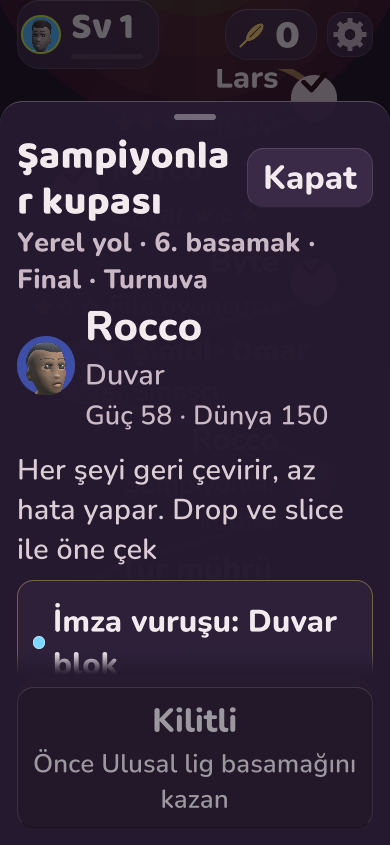 Sv 1
0
Lars
Şampiyonla
r kupası
Kapat
Yerel yol · 6. basamak ·
Final · Turnuva
Rocco
Duvar
Güç 58 · Dünya 150
Her şeyi geri çevirir, az
hata yapar. Drop ve slice
ile öne çek
İmza vuruşu: Duvar
blok
Kilitli
Önce Ulusal lig basamağını
kazan